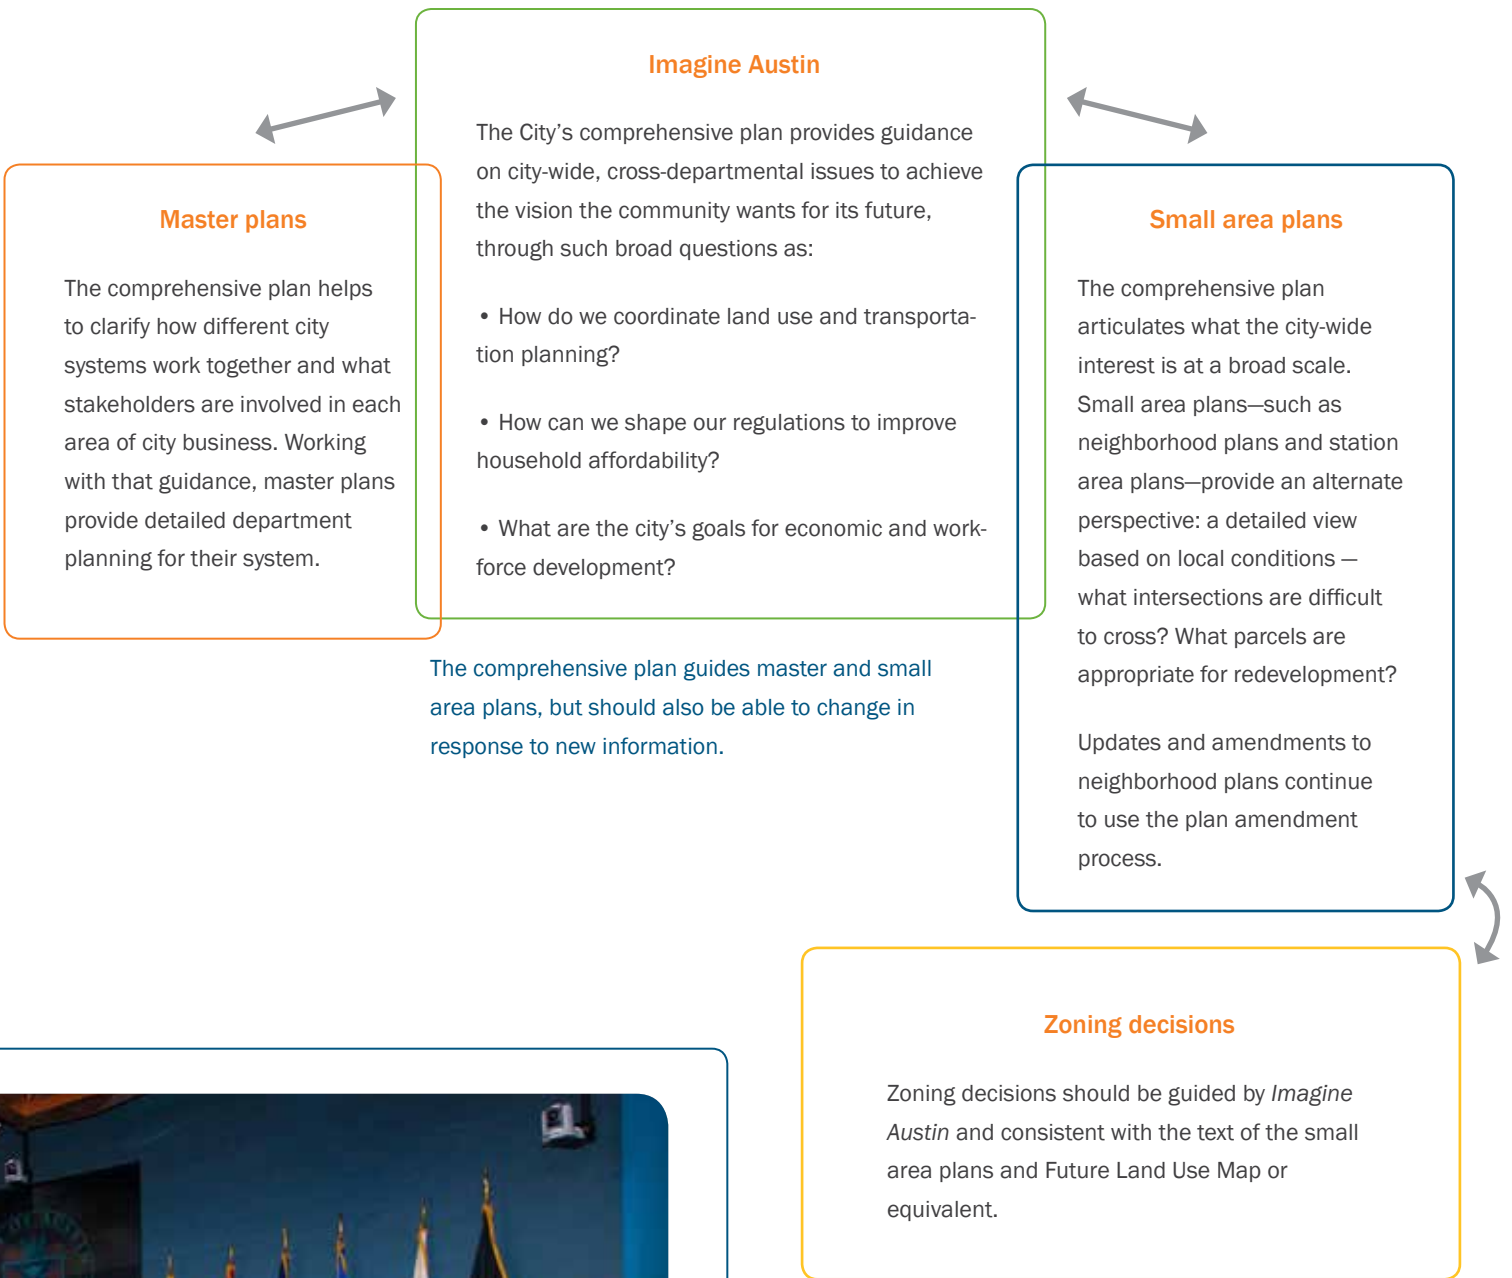 Imagine Austin
The City’s comprehensive plan provides guidance
on city-wide, cross-departmental issues to achieve
the vision the community wants for its future,
through such broad questions as:
• How do we coordinate land use and transporta-
tion planning?
• How can we shape our regulations to improve
household affordability?
• What are the city’s goals for economic and work-
force development?
Master plans
The comprehensive plan helps
to clarify how different city
systems work together and what
stakeholders are involved in each
area of city business. Working
with that guidance, master plans
provide detailed department
planning for their system.
Small area plans
The comprehensive plan
articulates what the city-wide
interest is at a broad scale.
Small area plans—such as
neighborhood plans and station
area plans—provide an alternate
perspective: a detailed view
based on local conditions —
what intersections are difficult
to cross? What parcels are
appropriate for redevelopment?
Updates and amendments to
neighborhood plans continue
to use the plan amendment
process.
The comprehensive plan guides master and small
area plans, but should also be able to change in
response to new information.
Zoning decisions
Zoning decisions should be guided by Imagine
Austin and consistent with the text of the small
area plans and Future Land Use Map or
equivalent.